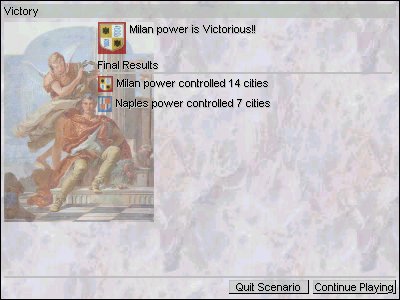 Victory
Milan power is Victorious!!
Final Results
Milan power controlled 14 cities
Naples power controlled 7 cities
Quit Scenario
Continue Playing